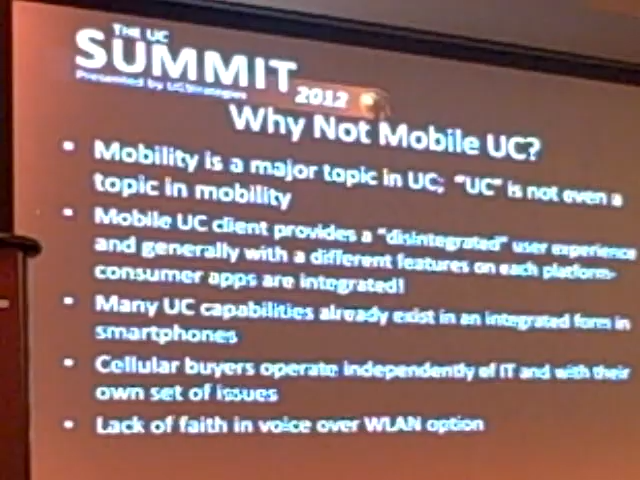 THE UC
SUMMIT
Presented by UCStrategies
2012
Why Not Mobile UC?
• Mobility is a major topic in UC; "UC" is not even a
topic in mobility
• Mobile UC client provides a "disintegrated" user experience
and generally with a different features on each platform-
consumer apps are integrated!
• Many UC capabilities already exist in an integrated form in
smartphones
• Cellular buyers operate independently of IT and with their
own set of issues
• Lack of faith in voice over WLAN option